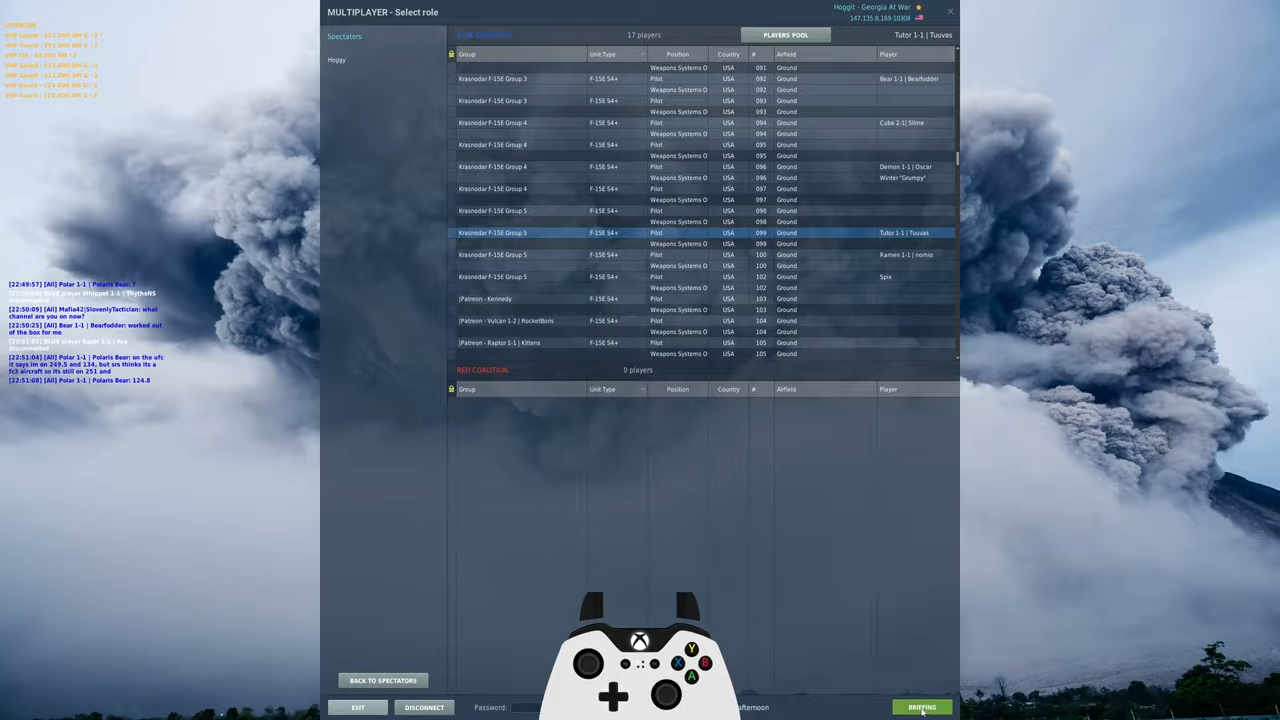 MULTIPLAYER - Select role
Hoggit - Georgia At War
147.135.8.169:10308
Spectators
Hoggy
17 players
PLAYERS POOL
Tutor 1-1 | Tuuvas
Group Unit Type Position Country # Airfield Player
Weapons Systems O USA 091 Ground
Krasnodar F-15E Group 3 F-15E S4+ Pilot USA 092 Ground Bear 1-1 | Bearfodder
Weapons Systems O USA 092 Ground
Krasnodar F-15E Group 3 F-15E S4+ Pilot USA 093 Ground
Weapons Systems O USA 093 Ground
Krasnodar F-15E Group 4 F-15E S4+ Pilot USA 094 Ground Cube 2-1| Slime
Weapons Systems O USA 094 Ground
Krasnodar F-15E Group 4 F-15E S4+ Pilot USA 095 Ground
Weapons Systems O USA 095 Ground
Krasnodar F-15E Group 4 F-15E S4+ Pilot USA 096 Ground Demon 1-1 | Oscar
Weapons Systems O USA 096 Ground Winter "Grumpy"
Krasnodar F-15E Group 4 F-15E S4+ Pilot USA 097 Ground
Weapons Systems O USA 097 Ground
Krasnodar F-15E Group 5 F-15E S4+ Pilot USA 098 Ground
Weapons Systems O USA 098 Ground
Krasnodar F-15E Group 5 F-15E S4+ Pilot USA 099 Ground Tutor 1-1 | Tuuvas
Weapons Systems O USA 099 Ground
Krasnodar F-15E Group 5 F-15E S4+ Pilot USA 100 Ground Ramen 1-1 | nomio
Weapons Systems O USA 100 Ground
Krasnodar F-15E Group 5 F-15E S4+ Pilot USA 102 Ground Spix
Weapons Systems O USA 102 Ground
|Patreon - Kennedy F-15E S4+ Pilot USA 103 Ground
Weapons Systems O USA 103 Ground
|Patreon - Vulcan 1-2 | RocketBoris F-15E S4+ Pilot USA 104 Ground
Weapons Systems O USA 104 Ground
|Patreon - Raptor 1-1 | Kittens F-15E S4+ Pilot USA 105 Ground
Weapons Systems O USA 105 Ground
RED COALITION 0 players
Group Unit Type Position Country # Airfield Player
[22:49:57] [All] Polar 1-1 | Polaris Bear: ?
BLUE player Whippet 1-1 | ThytheNS
disconnected
[22:50:09] [All] Mafia42|SlovenlyTactician: what
channel are you on now?
[22:50:25] [All] Bear 1-1 | Bearfodder: worked out
of the box for me
BLUE player Razor 1-1 | Ace
disconnected
[22:51:04] [All] Polar 1-1 | Polaris Bear: on the ufc
it says im on 249.5 and 134, but srs thinks its a
fc3 aircraft so its still on 251 and
[22:51:08] [All] Polar 1-1 | Polaris Bear: 124.8
Y
X
B
A
BACK TO SPECTATORS
EXIT
DISCONNECT
Password:
afternoon
BRIEFING